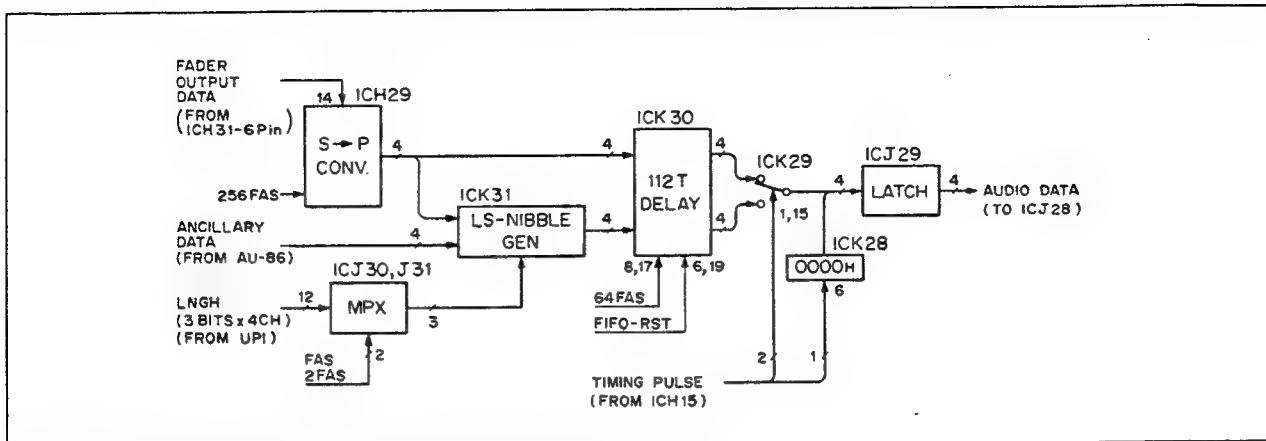 FADER
OUTPUT
DATA
(FROM
ICH31-6Pin)
14
ICH29
S→P
CONV.
4
4
256FAS
ICK31
LS-NIBBLE
GEN
4
ANCILLARY
DATA
(FROM AU-86)
4
ICJ30,J31
MPX
LNGH
(3 BITS x 4CH)
(FROM UPI)
12
3
FAS
2FAS
2
ICK30
112T
DELAY
4
4
8,17
6,19
64FAS
FIFO-RST
ICK29
1,15
ICJ29
4
LATCH
4
AUDIO DATA
(TO ICJ28)
ICK28
0000H
6
2
1
TIMING PULSE
(FROM ICH15)